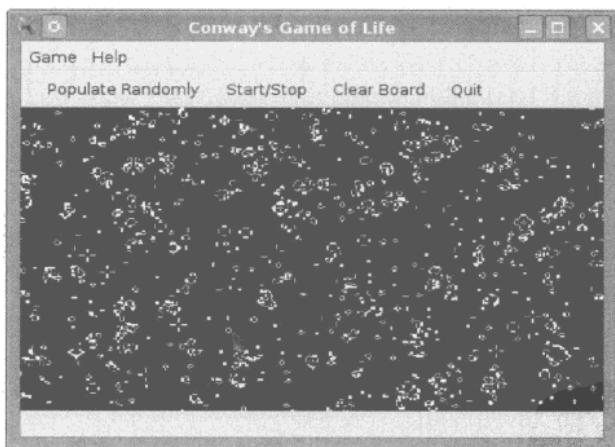 Conway's Game of Life
Game Help
Populate Randomly Start/Stop Clear Board Quit